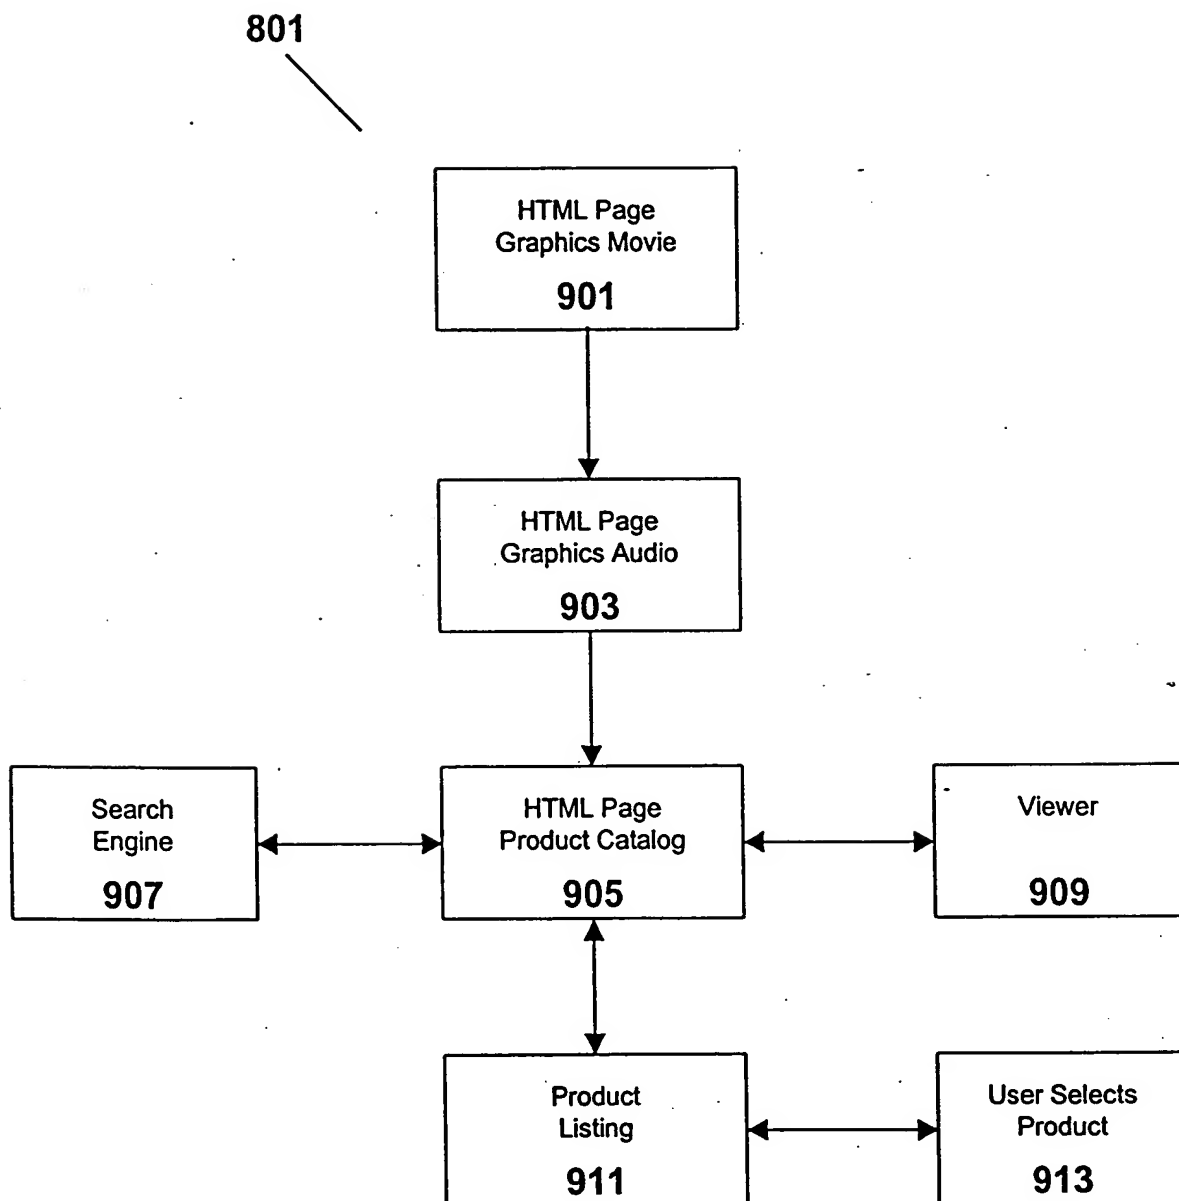 801
HTML Page
Graphics Movie
901
HTML Page
Graphics Audio
903
Search
Engine
907
HTML Page
Product Catalog
905
Viewer
909
Product
Listing
911
User Selects
Product
913